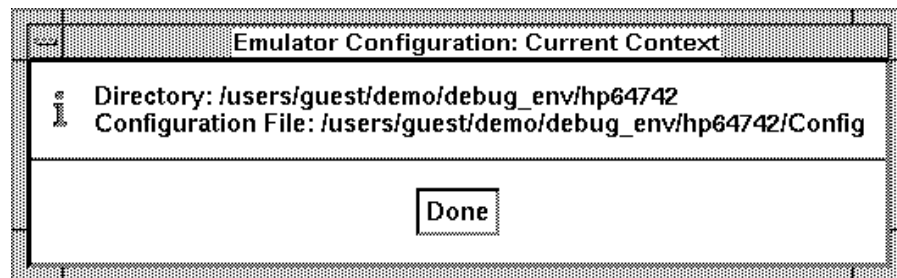 Emulator Configuration: Current Context
Directory: /users/guest/demo/debug_env/hp64742
Configuration File: /users/guest/demo/debug_env/hp64742/Config
Done